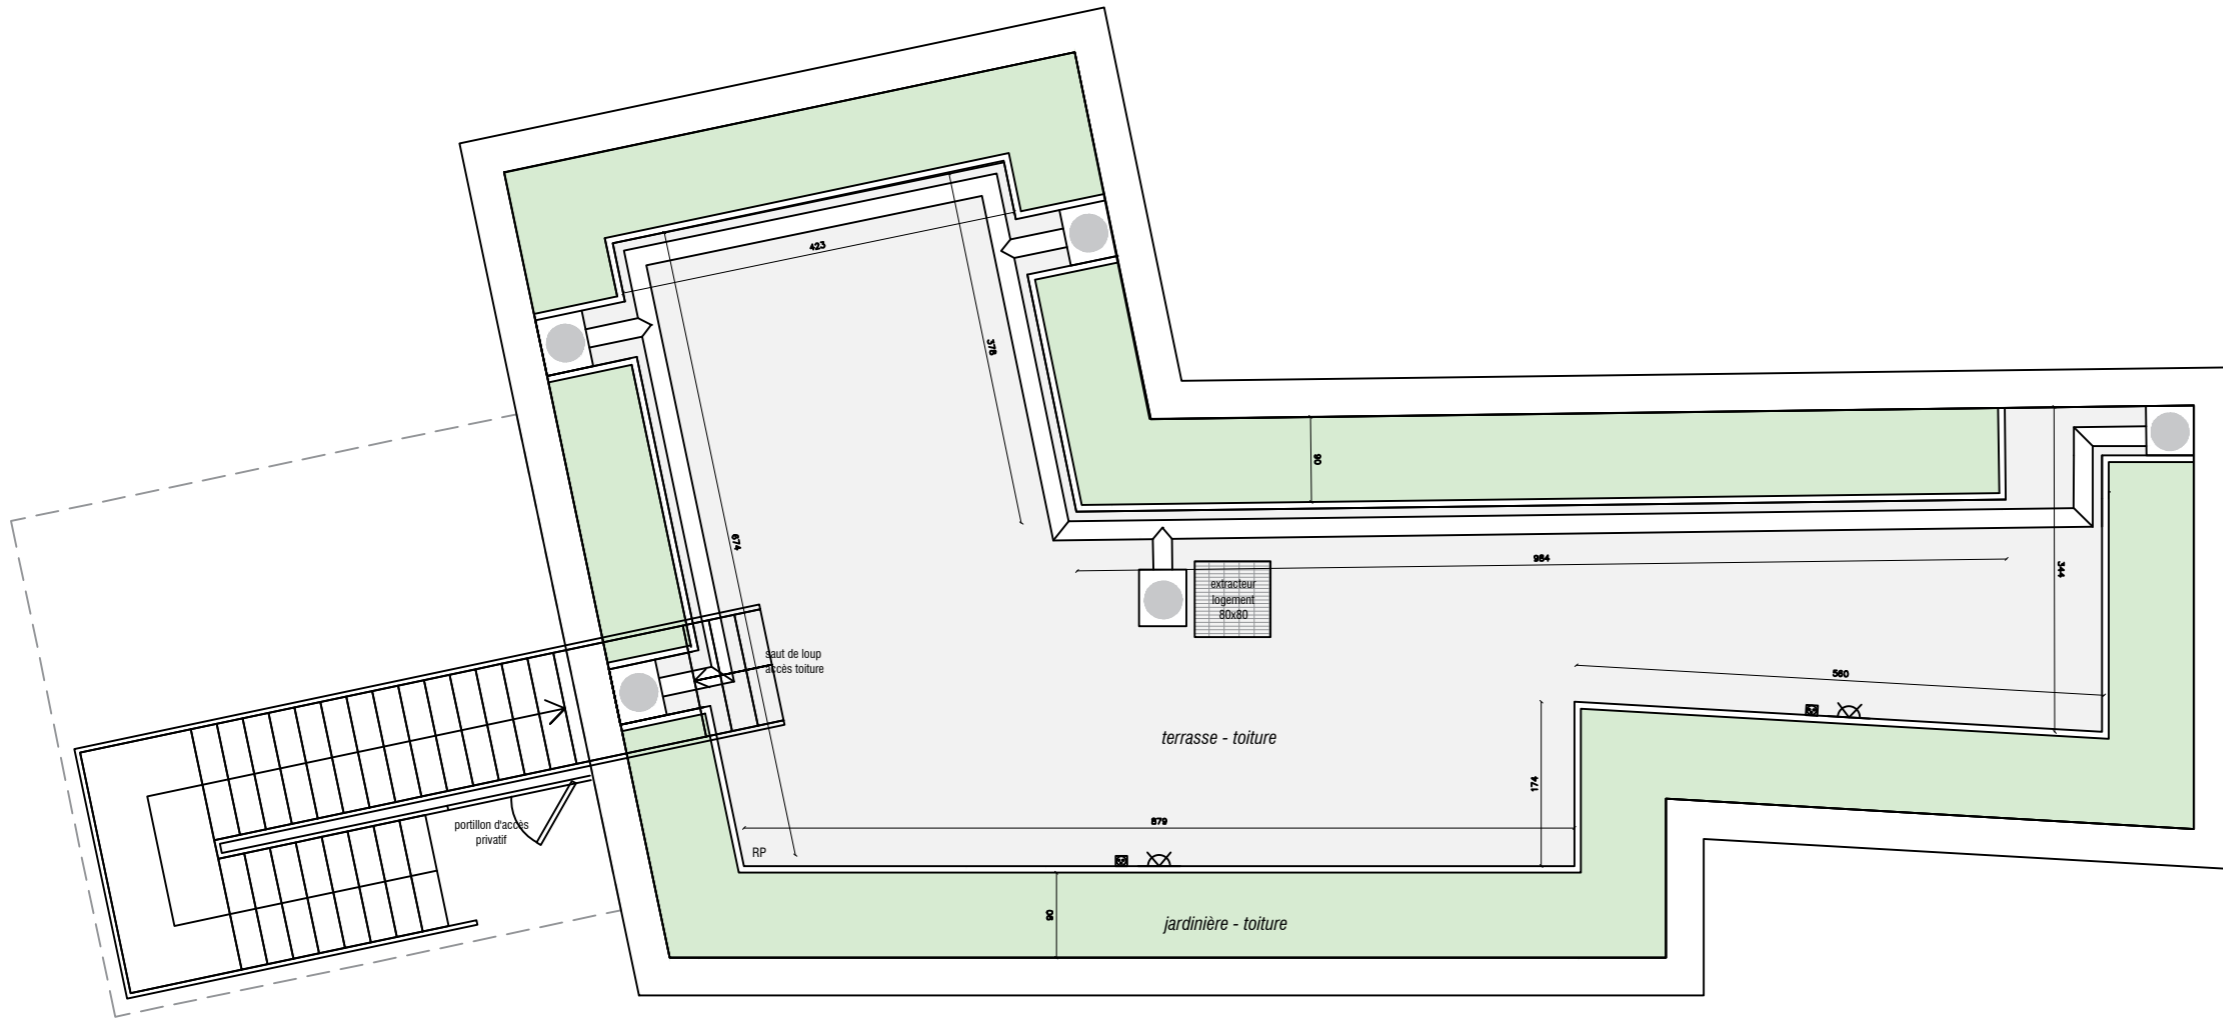 423
378
90
674
984
344
extracteur
logement
80x80
saut de loup
accès toiture
560
terrasse - toiture
174
portillon d'accès
privatif
879
RP
90
jardinière - toiture